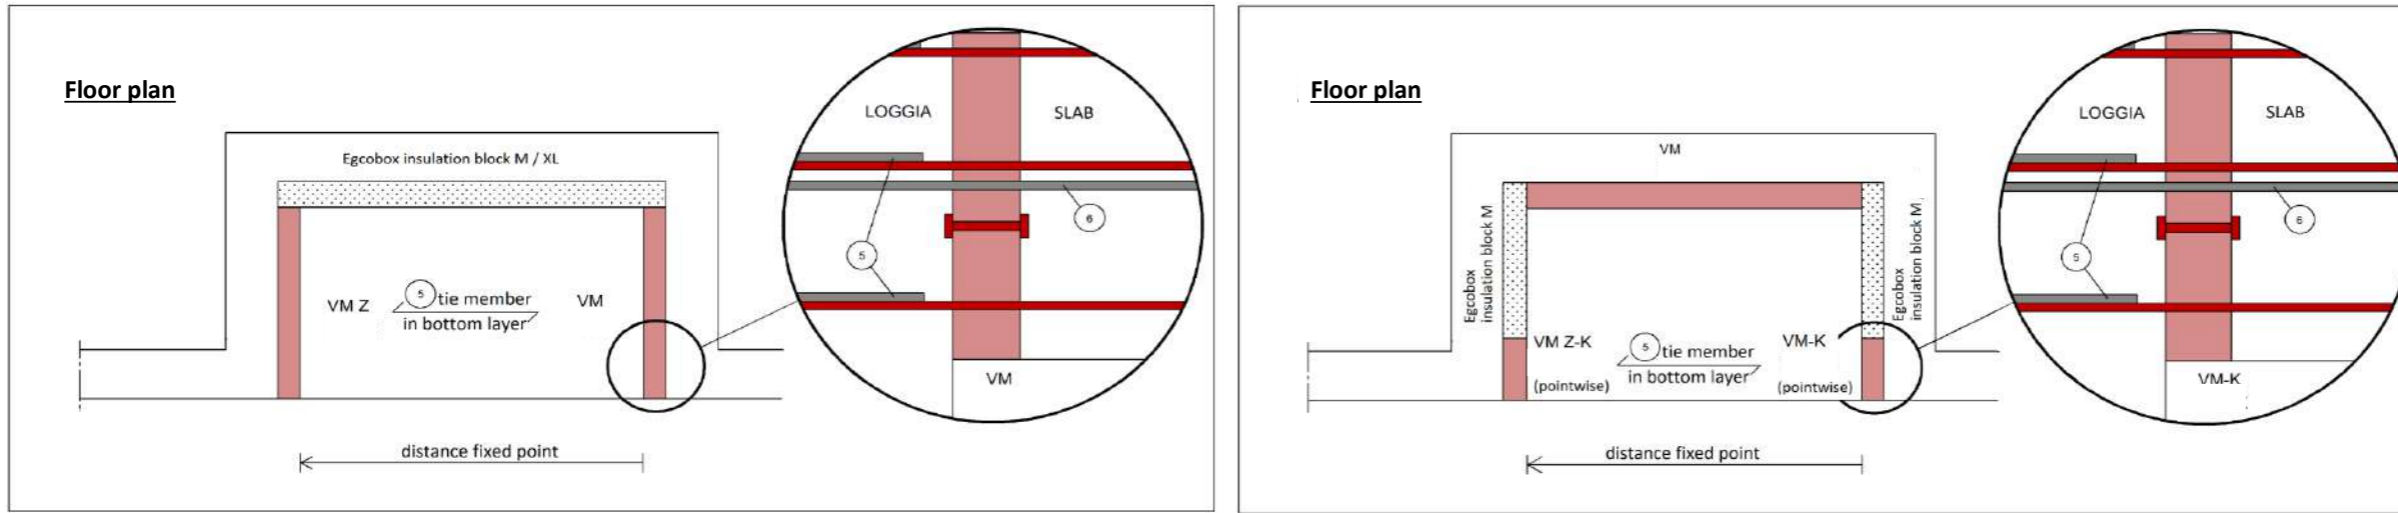 Floor plan
LOGGIA
SLAB
Egcobox insulation block M / XL
6
5
VM Z
5 tie member
in bottom layer
VM
VM
distance fixed point
Floor plan
LOGGIA
SLAB
VM
Egcobox
insulation block M
Egcobox
insulation block M
6
5
VM Z-K
(pointwise)
5 tie member
in bottom layer
VM-K
(pointwise)
VM-K
distance fixed point